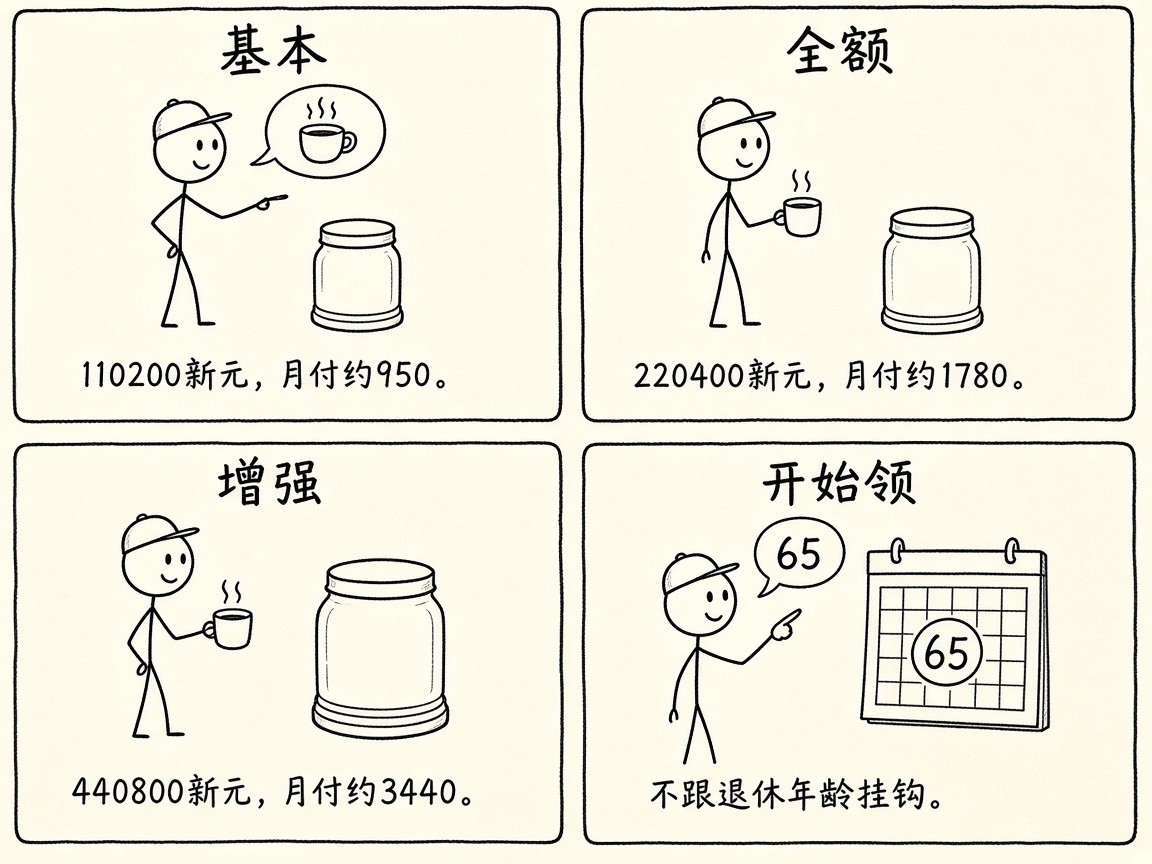 基本
110200新元，月付约950。
全额
220400新元，月付约1780。
增强
440800新元，月付约3440。
开始领
65
65
不跟退休年龄挂钩。